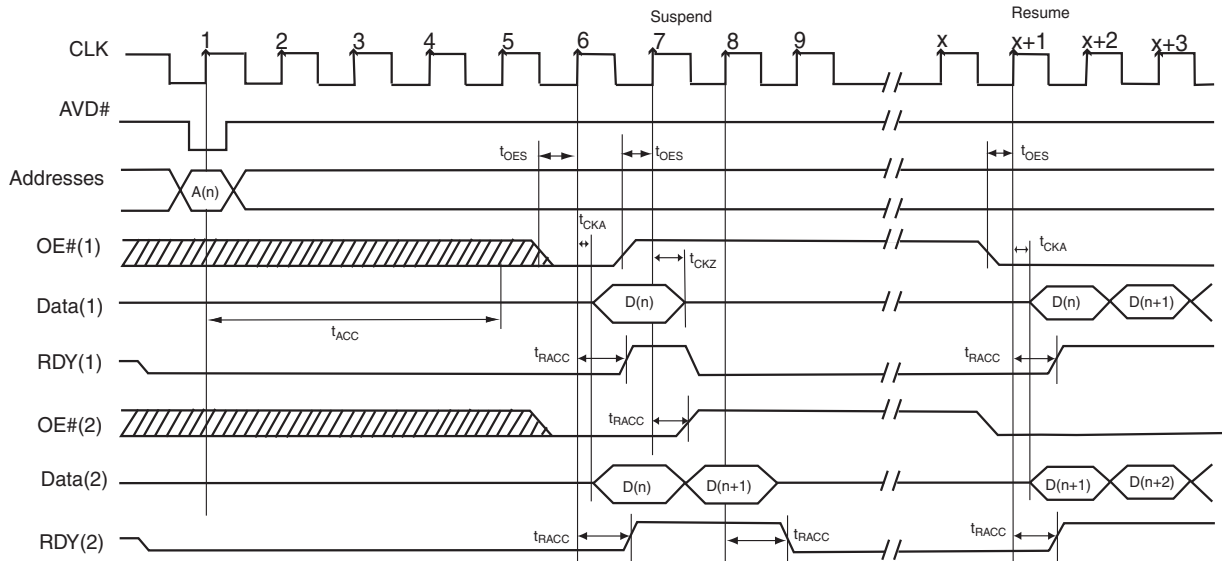 Suspend Resume
CLK 1 2 3 4 5 6 7 8 9 x x+1 x+2 x+3
AVD#
tOES tOES tOES
Addresses A(n)
tCKA
OE#(1) tCKZ tCKA
Data(1) D(n) D(n) D(n+1)
tACC
RDY(1) tRACC tRACC
OE#(2) tRACC
Data(2) D(n) D(n+1) D(n+1) D(n+2)
RDY(2) tRACC tRACC tRACC